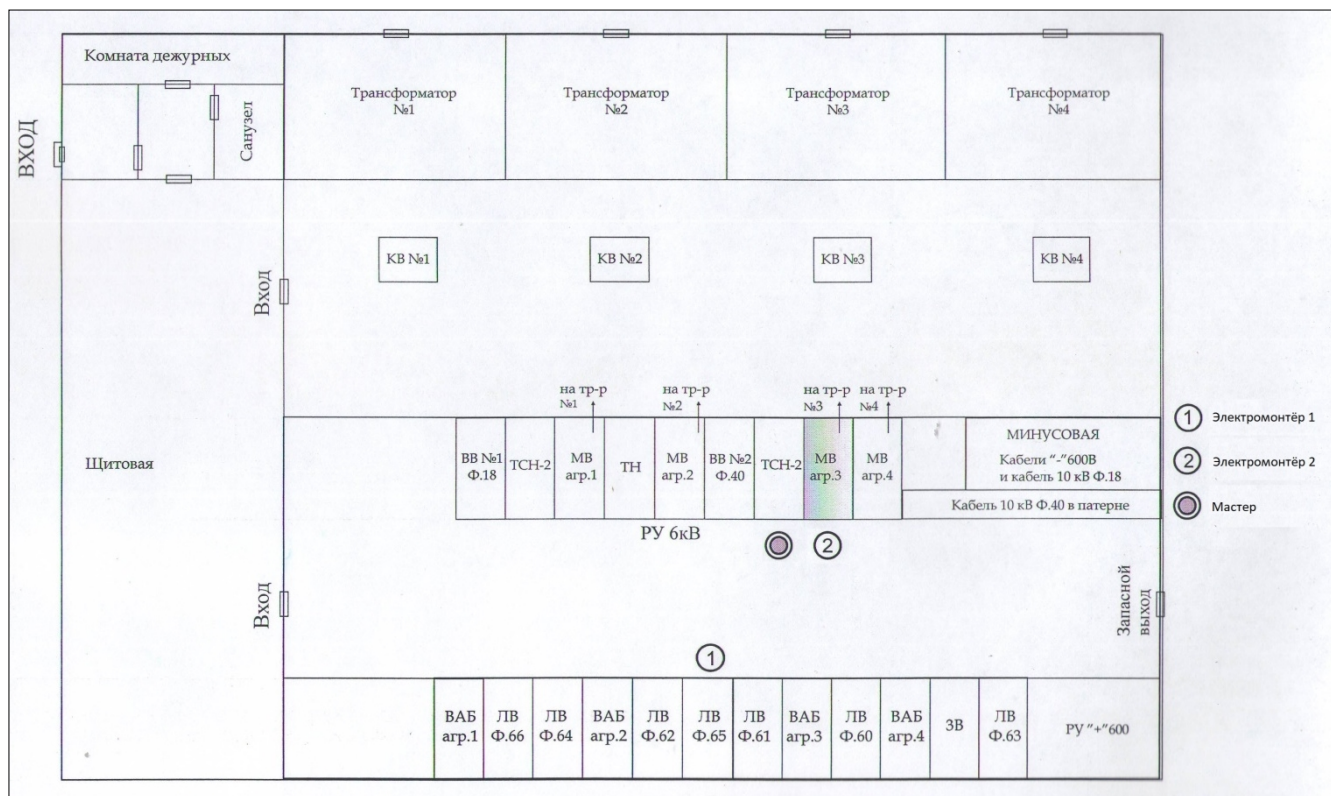 Комната дежурных
ВХОД
Санузел
Трансформатор
№1
Трансформатор
№2
Трансформатор
№3
Трансформатор
№4
Вход
КВ №1
КВ №2
КВ №3
КВ №4
на тр-р
№1
на тр-р
№2
на тр-р
№3
на тр-р
№4
Щитовая
ВВ №1
Ф.18
ТСН-2
МВ
агр.1
ТН
МВ
агр.2
ВВ №2
Ф.40
ТСН-2
МВ
агр.3
МВ
агр.4
МИНУСОВАЯ
Кабели "-"600В
и кабель 10 кВ Ф.18
Кабель 10 кВ Ф.40 в патерне
1 Электромонтёр 1
2 Электромонтёр 2
Мастер
РУ 6кВ
2
Вход
Запасной
выход
1
ВАБ
агр.1
ЛВ
Ф.66
ЛВ
Ф.64
ВАБ
агр.2
ЛВ
Ф.62
ЛВ
Ф.65
ЛВ
Ф.61
ВАБ
агр.3
ЛВ
Ф.60
ВАБ
агр.4
ЗВ
ЛВ
Ф.63
РУ "+"600